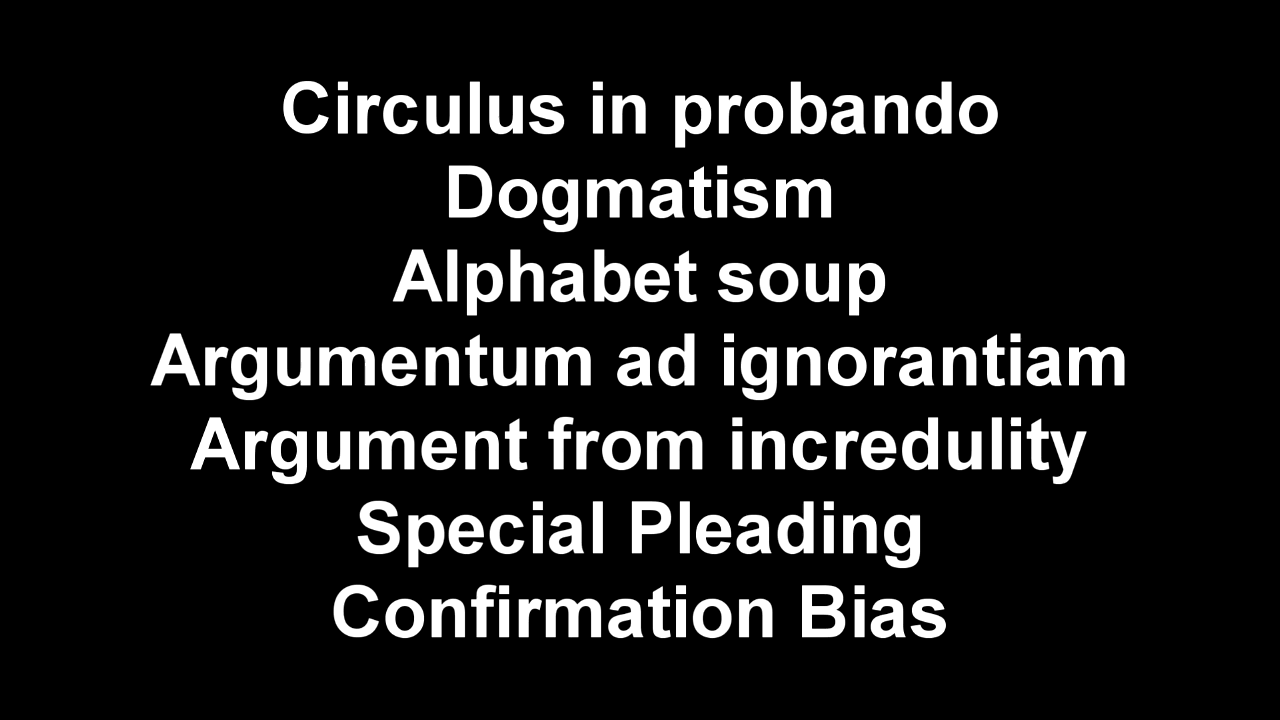 Circulus in probando
Dogmatism
Alphabet soup
Argumentum ad ignorantiam
Argument from incredulity
Special Pleading
Confirmation Bias